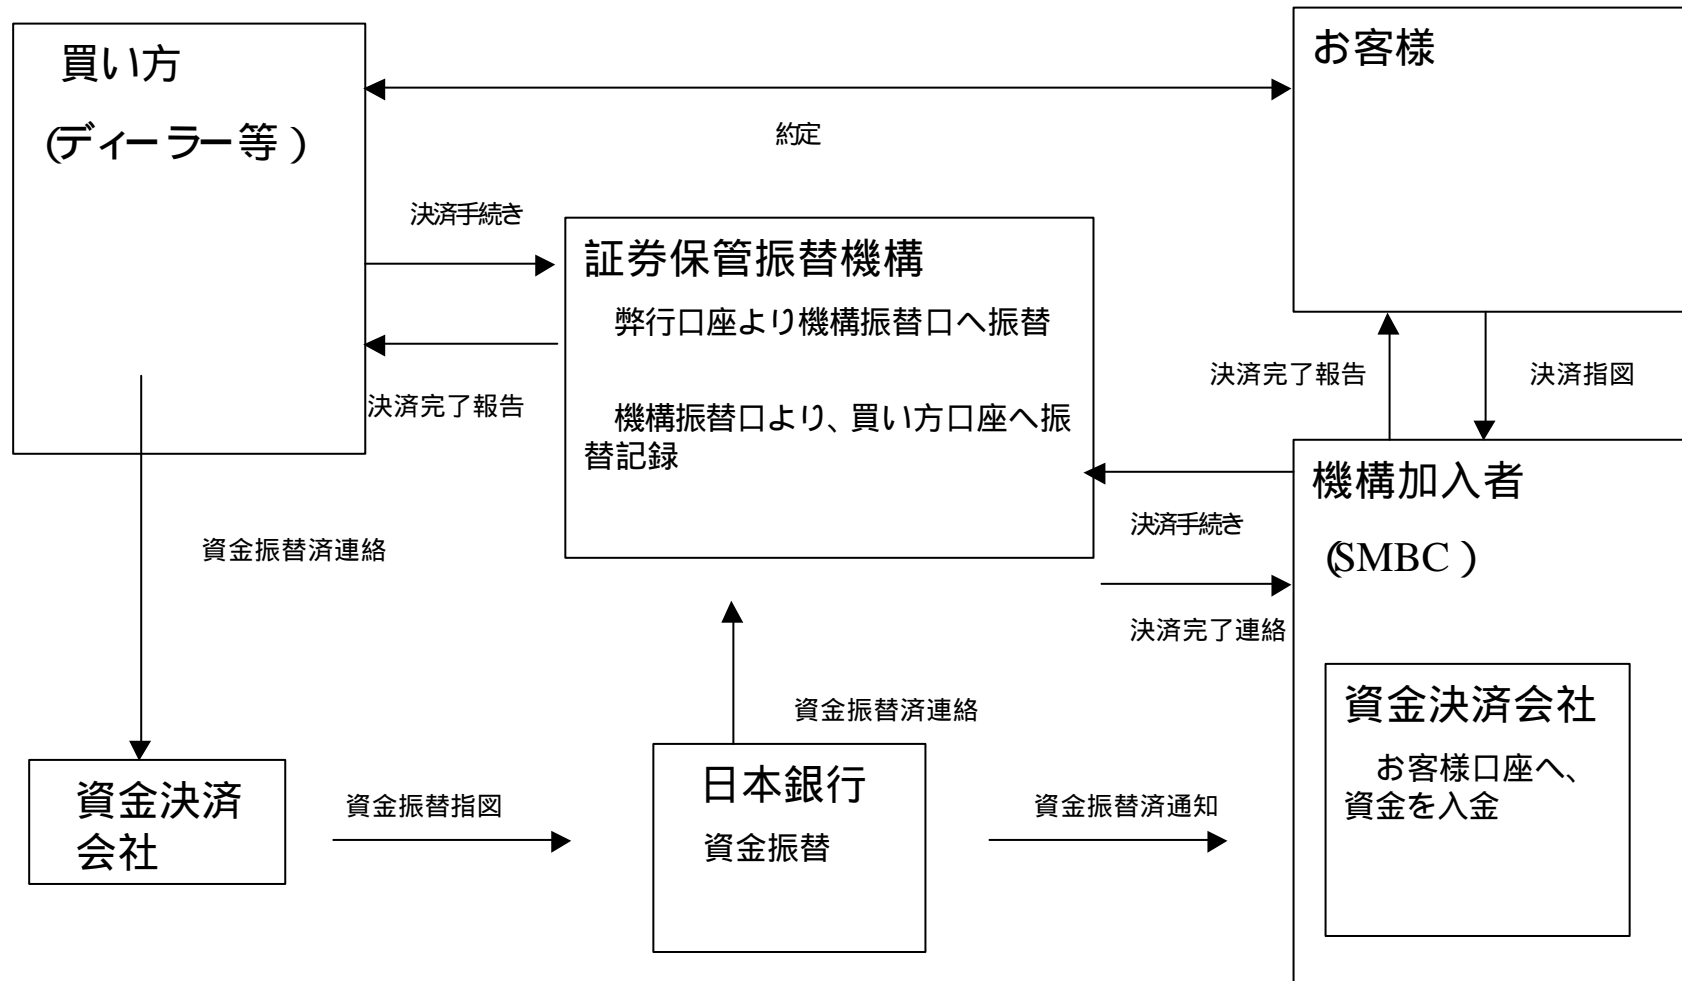 買い方
(ディーラー等)
お客様
約定
決済手続き
証券保管振替機構
弊行口座より機構振替口へ振替
機構振替口より、買い方口座へ振
替記録
決済完了報告
決済完了報告
決済指図
機構加入者
(SMBC)
決済手続き
決済完了連絡
資金振替済連絡
資金振替済連絡
資金決済会社
お客様口座へ、
資金を入金
資金決済
会社
資金振替指図
日本銀行
資金振替
資金振替済通知